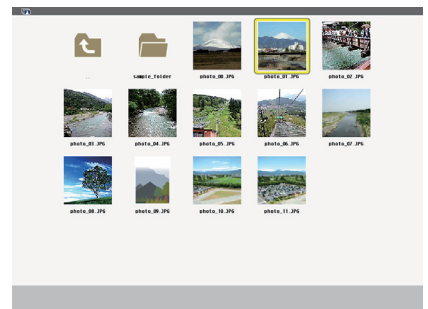 ...
sample_folder
photo_00.JPG
photo_01.JPG
photo_02.JPG
photo_03.JPG
photo_04.JPG
photo_05.JPG
photo_06.JPG
photo_07.JPG
photo_08.JPG
photo_09.JPG
photo_10.JPG
photo_11.JPG